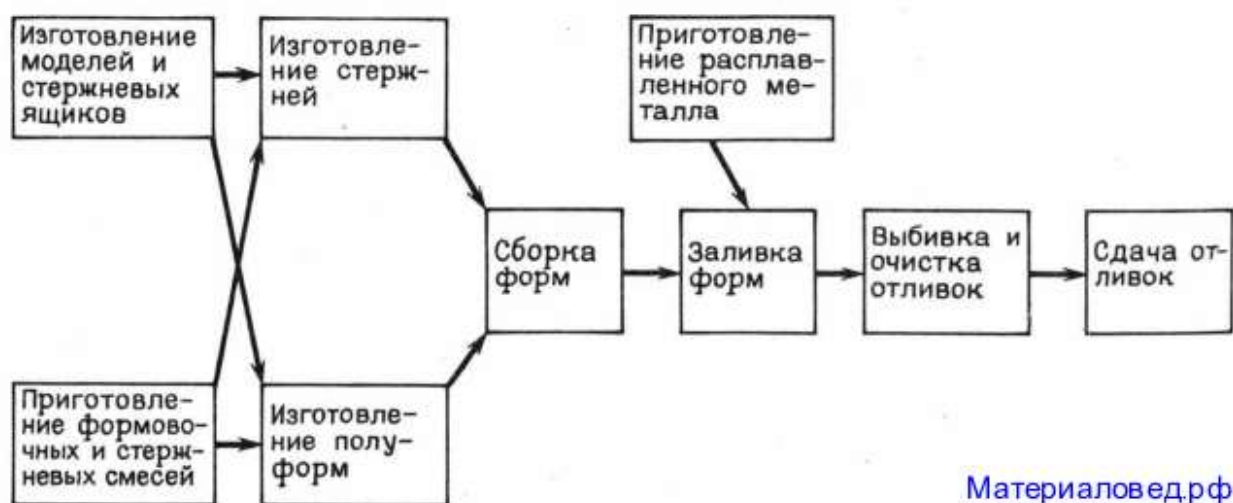 Изготовление
моделей и
стержневых
ящиков
Изготовле-
ние стерж-
ней
Приготовле-
ние расплав-
ленного ме-
талла
Сборка
форм
Заливка
форм
Выбивка и
очистка
отливок
Сдача от-
ливок
Приготовле-
ние формово-
чных и стерж-
невых смесей
Изготовле-
ние полу-
форм
Материаловед.рф